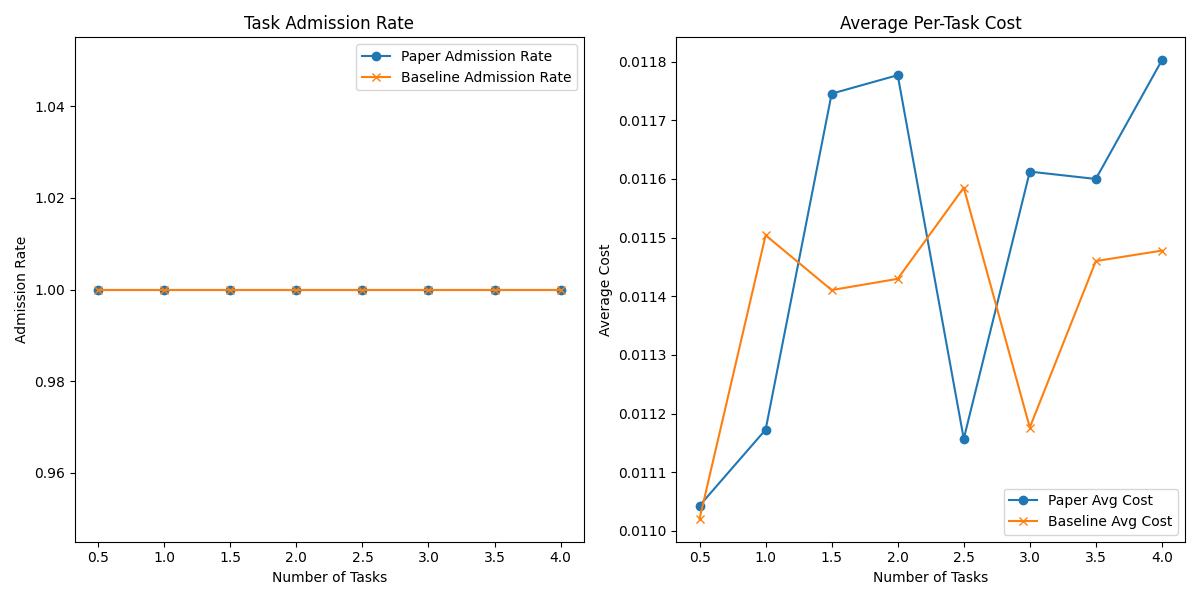 Task Admission Rate
Paper Admission Rate
Baseline Admission Rate
1.04
1.02
1.00
0.98
0.96
Admission Rate
0.5 1.0 1.5 2.0 2.5 3.0 3.5 4.0
Number of Tasks
Average Per-Task Cost
0.0118
0.0117
0.0116
0.0115
0.0114
0.0113
0.0112
0.0111
0.0110
Average Cost
Paper Avg Cost
Baseline Avg Cost
0.5 1.0 1.5 2.0 2.5 3.0 3.5 4.0
Number of Tasks